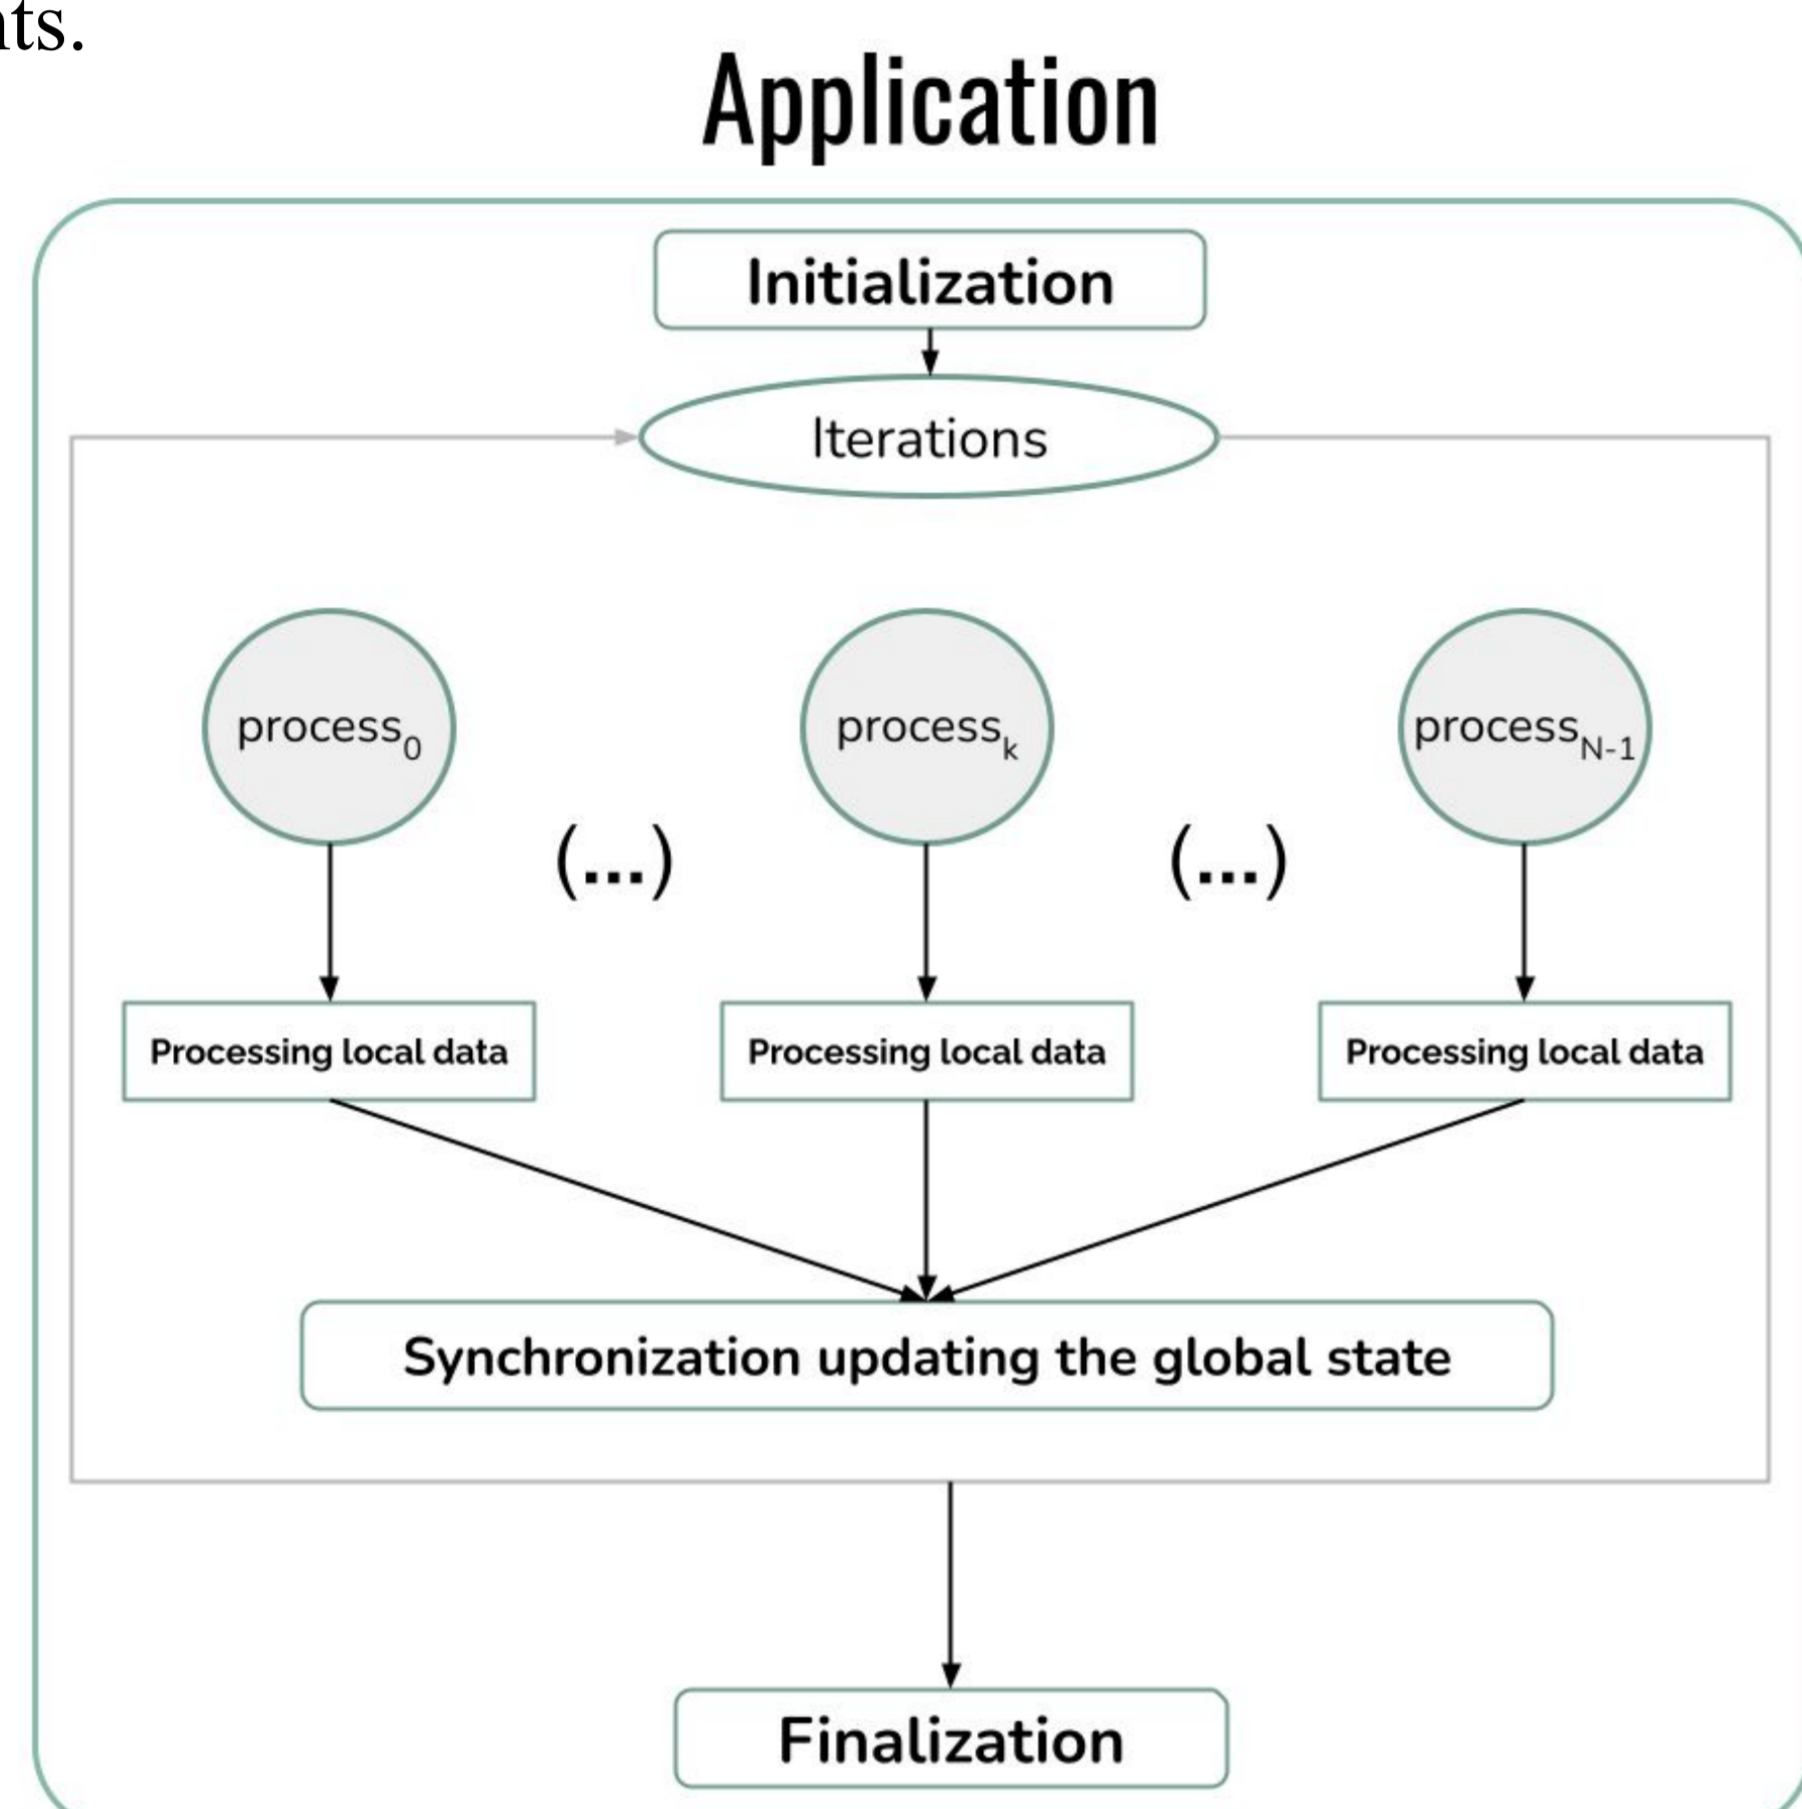 Application
Initialization
Iterations
process0 processk processN-1
(...) (...)
Processing local data Processing local data Processing local data
Synchronization updating the global state
Finalization